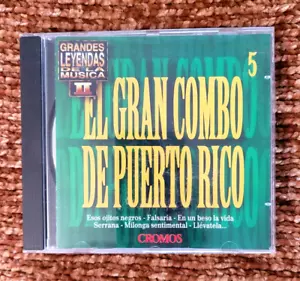 GRANDES
LEYENDAS
DE LA
MUSICA
II
5
EL GRAN COMBO
DE PUERTO RICO
Esos ojitos negros - Falsaria - En un beso la vida
Serrana - Milonga sentimental - Llévatela...
CROMOS